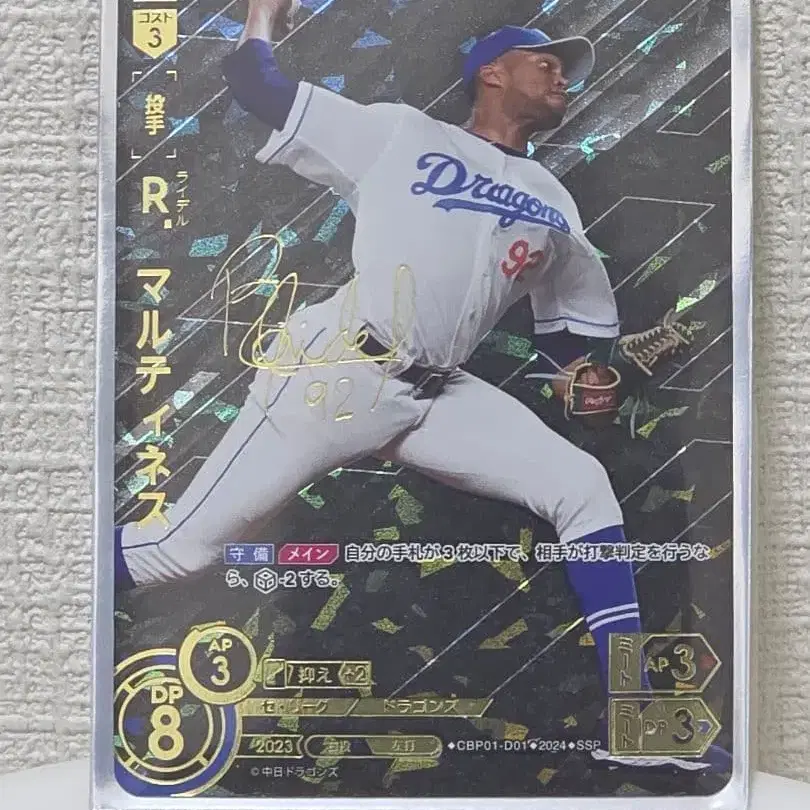 コスト
3
投手
R.
ライデル
マルティネス
Dragons
92
92
守備 メイン 自分の手札が3枚以下で、相手が打撃判定を行うな
ら、-2する。
AP
3
DP
8
抑え +2
セ・リーグ ドラゴンズ
2023 右投 左打 ◆CBP01-D01◆2024◆SSP
ミート AP 3
ミート DP 3
©中日ドラゴンズ